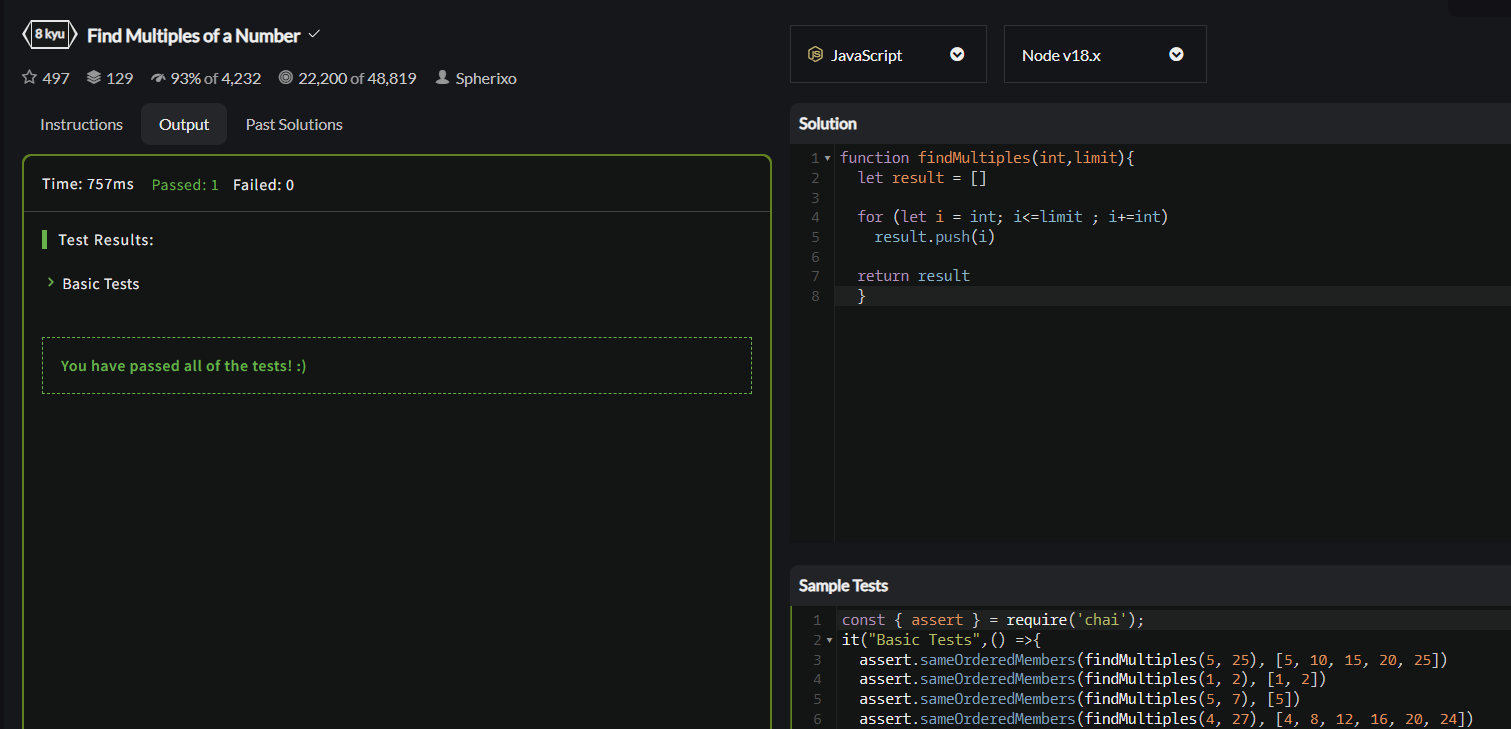 8 kyu Find Multiples of a Number
497 129 93% of 4,232 22,200 of 48,819 Spherixo
Instructions Output Past Solutions
Time: 757ms Passed: 1 Failed: 0
Test Results:
Basic Tests
You have passed all of the tests! :)
JS JavaScript Node v18.x
Solution
1 function findMultiples(int,limit){
2 let result = []
3
4 for (let i = int; i<=limit ; i+=int)
5 result.push(i)
6
7 return result
8 }
Sample Tests
1 const { assert } = require('chai');
2 it("Basic Tests",() =>{
3 assert.sameOrderedMembers(findMultiples(5, 25), [5, 10, 15, 20, 25])
4 assert.sameOrderedMembers(findMultiples(1, 2), [1, 2])
5 assert.sameOrderedMembers(findMultiples(5, 7), [5])
6 assert.sameOrderedMembers(findMultiples(4, 27), [4, 8, 12, 16, 20, 24])